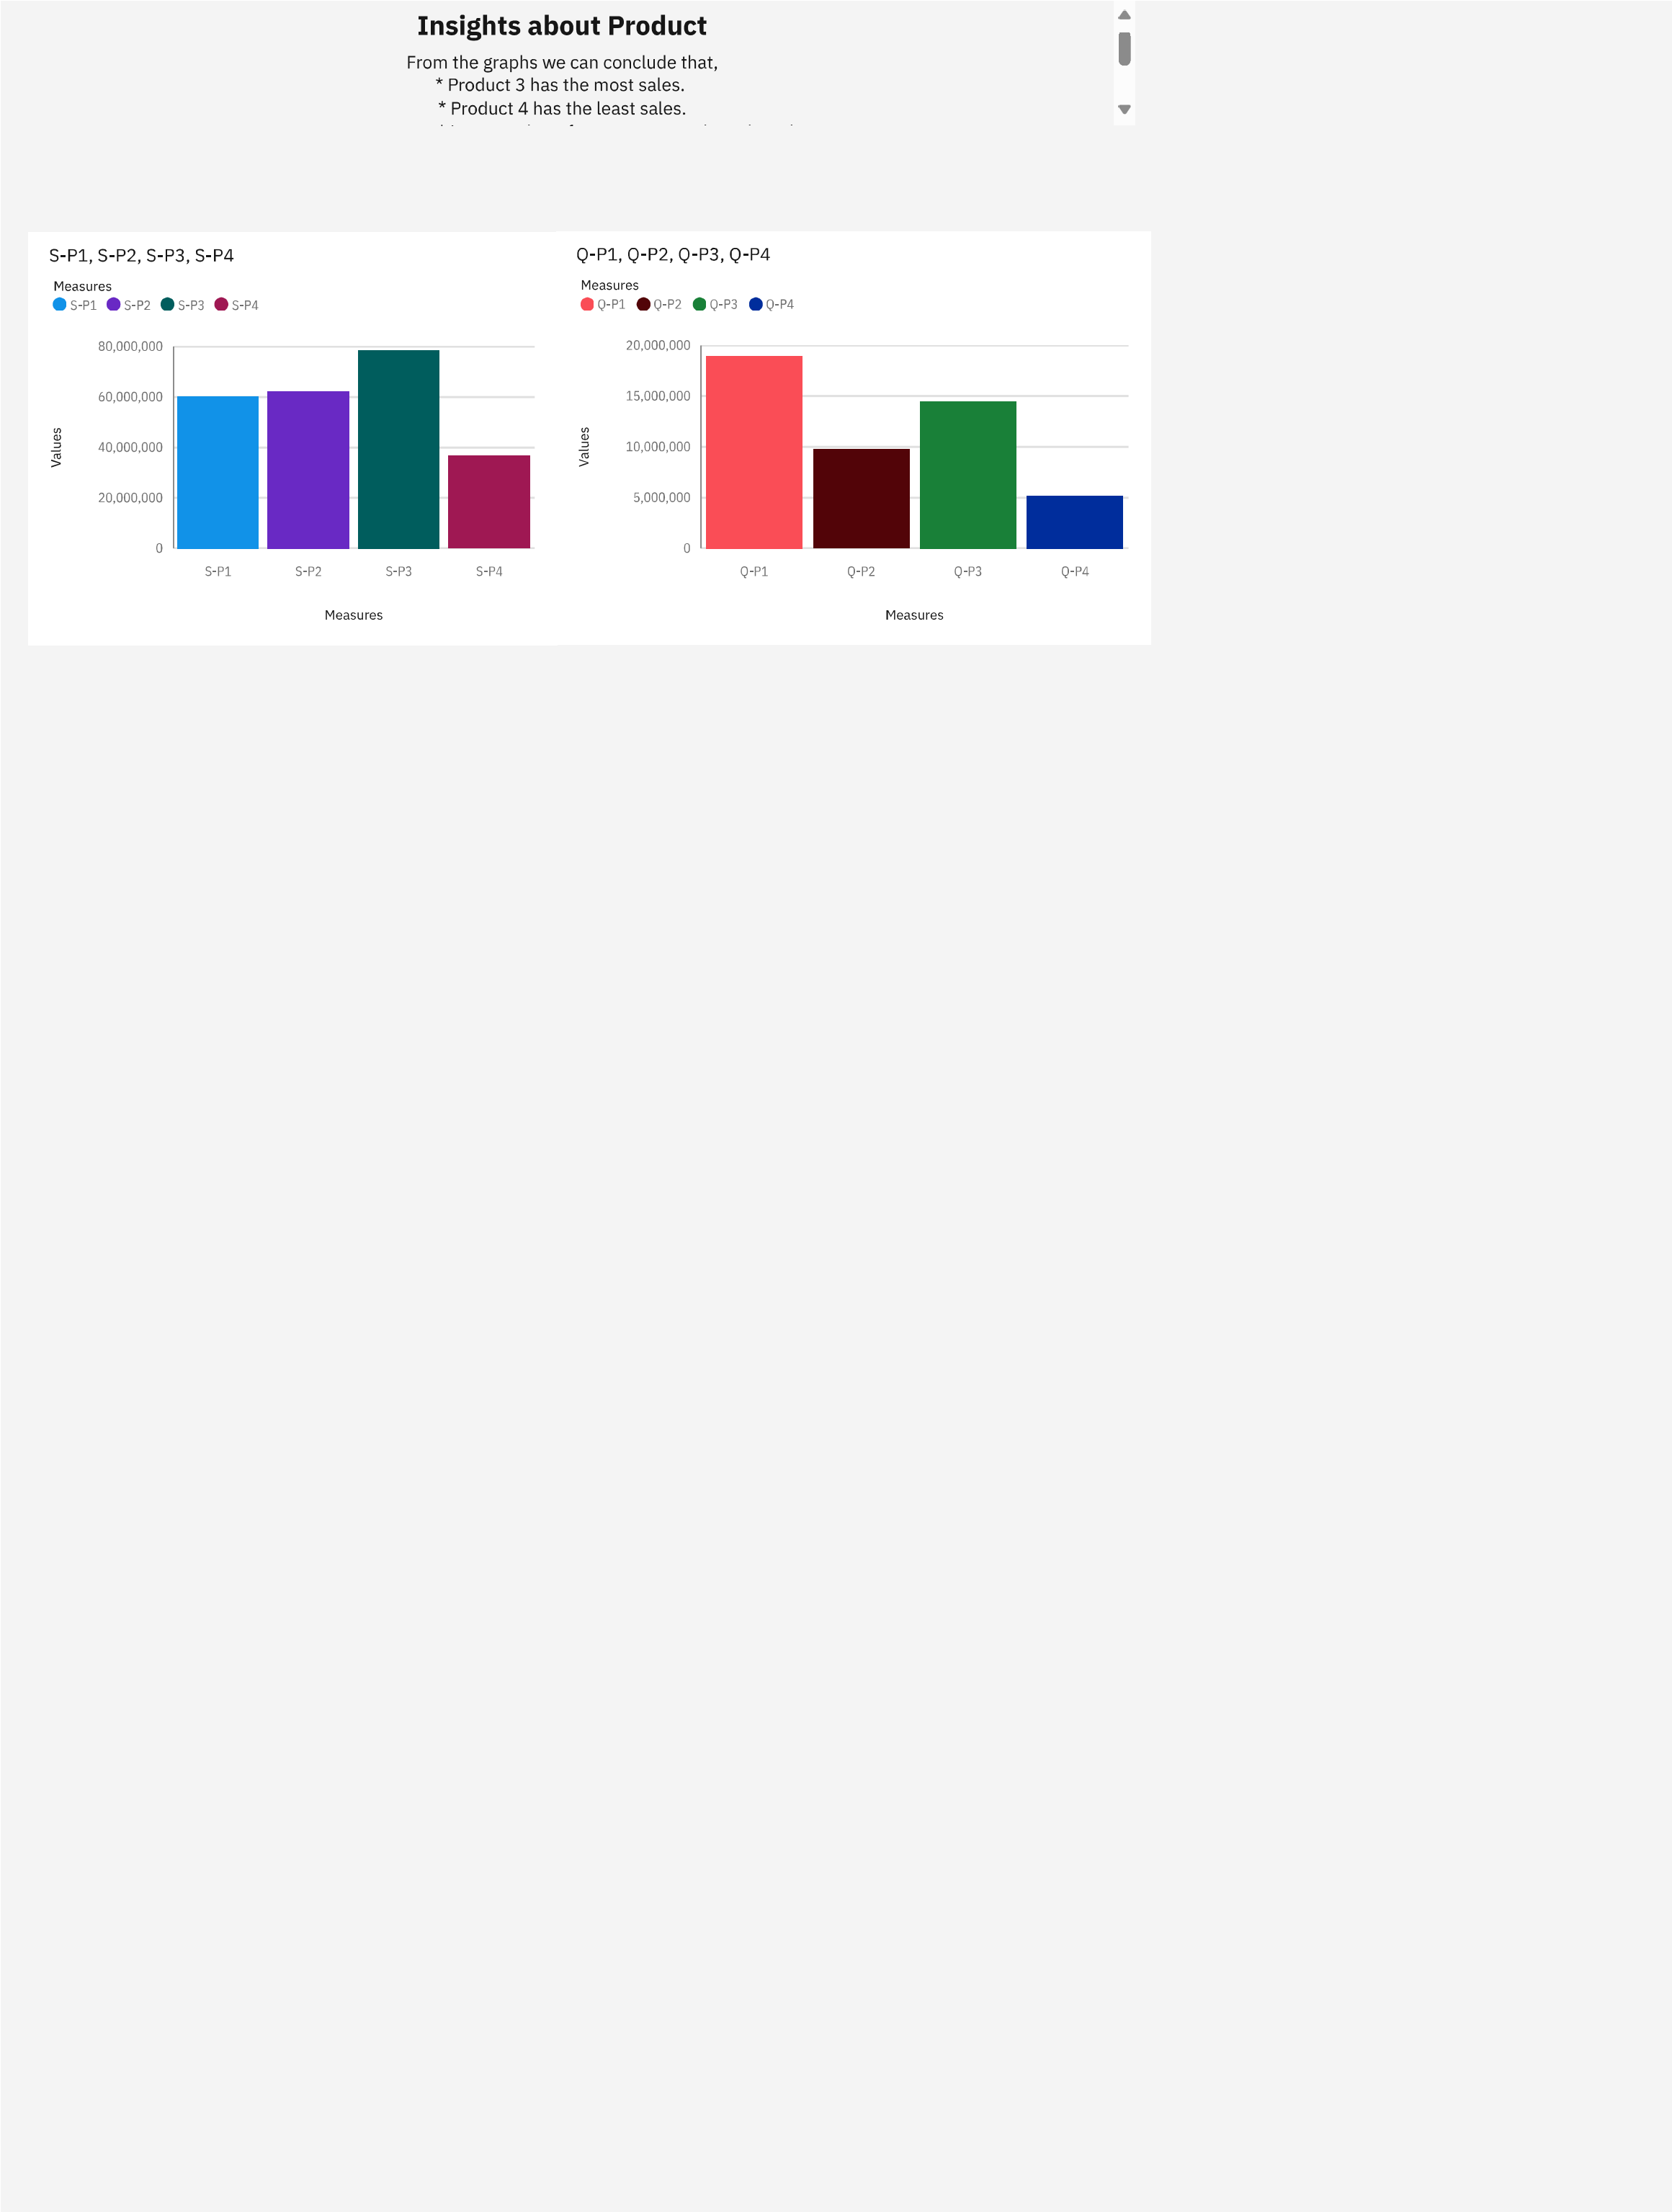 Insights about Product
From the graphs we can conclude that,
* Product 3 has the most sales.
* Product 4 has the least sales.
S-P1, S-P2, S-P3, S-P4
Measures
S-P1 S-P2 S-P3 S-P4
80,000,000
60,000,000
40,000,000
20,000,000
0
Values
S-P1 S-P2 S-P3 S-P4
Measures
Q-P1, Q-P2, Q-P3, Q-P4
Measures
Q-P1 Q-P2 Q-P3 Q-P4
20,000,000
15,000,000
10,000,000
5,000,000
0
Values
Q-P1 Q-P2 Q-P3 Q-P4
Measures